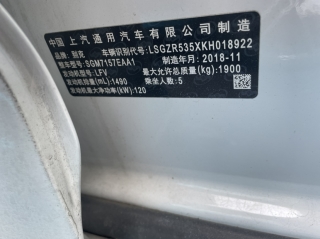 中国上汽通用汽车有限公司制造
品牌：别克 车辆识别代号：LSGZR535XKH018922
整车型号：SGM7157EAA1 制造年月：2018-11
发动机型号：LFV 最大允许总质量(kg)：1900
发动机排量(mL)：1490 乘坐人数：5
发动机最大净功率(kW)：120